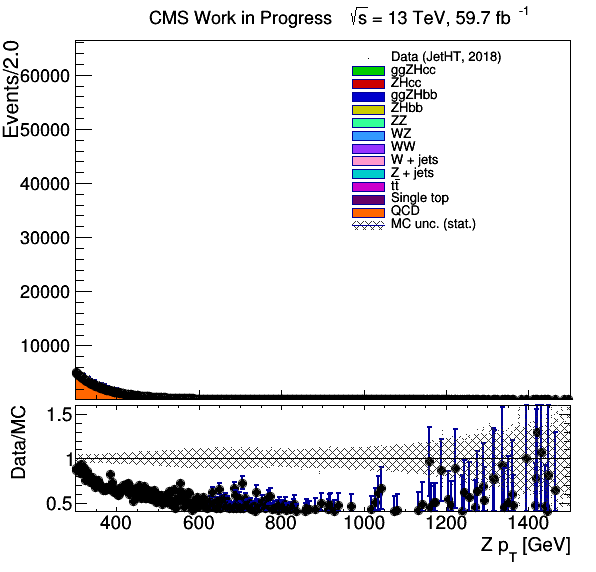 CMS Work in Progress √s = 13 TeV, 59.7 fb⁻¹
Events/2.0
60000
50000
40000
30000
20000
10000
Data (JetHT, 2018)
ggZHcc
ZHcc
ggZHbb
ZHbb
ZZ
WZ
WW
W + jets
Z + jets
tt̄
Single top
QCD
MC unc. (stat.)
Data/MC
1.5
1
0.5
400 600 800 1000 1200 1400
Z p_T [GeV]